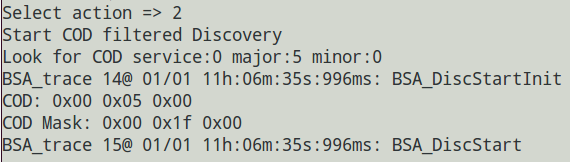 Select action => 2
Start COD filtered Discovery
Look for COD service:0 major:5 minor:0
BSA_trace 14@ 01/01 11h:06m:35s:996ms: BSA_DiscStartInit
COD: 0x00 0x05 0x00
COD Mask: 0x00 0x1f 0x00
BSA_trace 15@ 01/01 11h:06m:35s:996ms: BSA_DiscStart